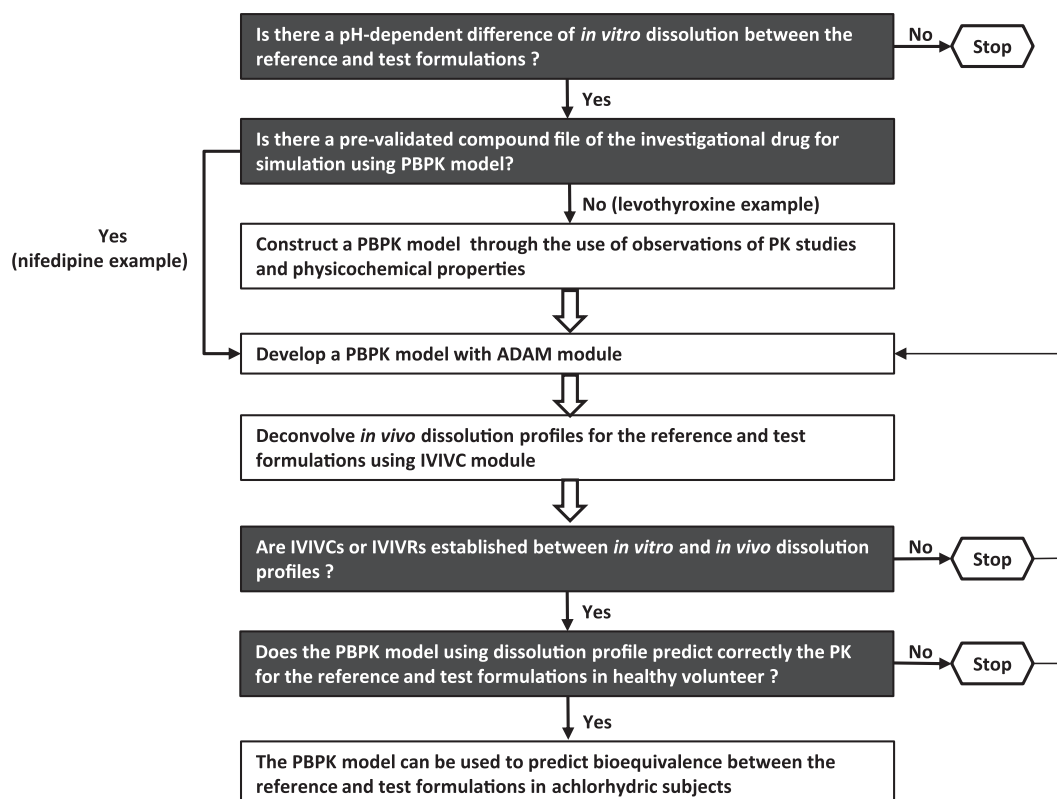 Is there a pH-dependent difference of in vitro dissolution between the
reference and test formulations ?
No
Stop
Yes
Is there a pre-validated compound file of the investigational drug for
simulation using PBPK model?
No (levothyroxine example)
Yes
(nifedipine example)
Construct a PBPK model through the use of observations of PK studies
and physicochemical properties
Develop a PBPK model with ADAM module
Deconvolve in vivo dissolution profiles for the reference and test
formulations using IVIVC module
Are IVIVCs or IVIVRs established between in vitro and in vivo dissolution
profiles ?
No
Stop
Yes
Does the PBPK model using dissolution profile predict correctly the PK
for the reference and test formulations in healthy volunteer ?
No
Stop
Yes
The PBPK model can be used to predict bioequivalence between the
reference and test formulations in achlorhydric subjects